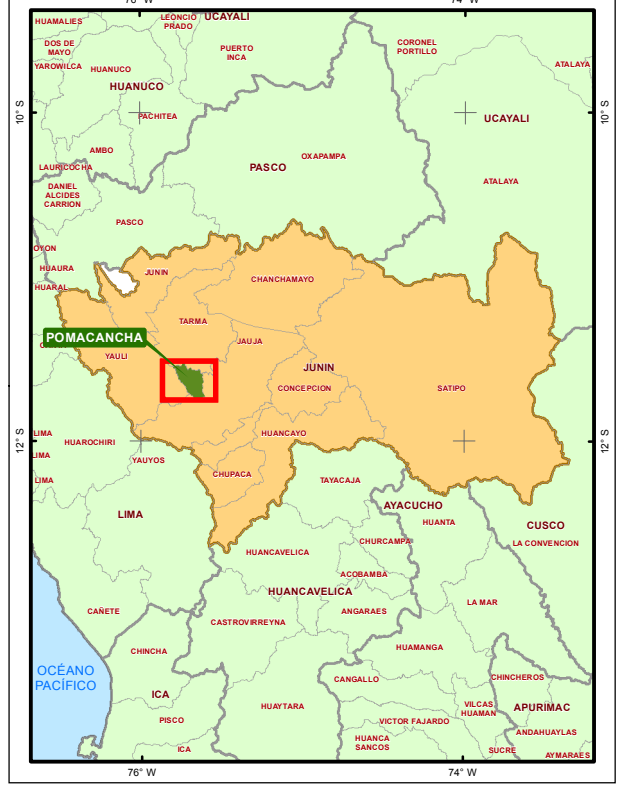 76° W
74° W
HUAMALIES
LEONCIO
PRADO
UCAYALI
DOS DE
MAYO
PUERTO
INCA
CORONEL
PORTILLO
YAROWILCA
HUANUCO
ATALAYA
HUANUCO
10° S
10° S
PACHITEA
UCAYALI
AMBO
OXAPAMPA
LAURICOCHA
PASCO
ATALAYA
DANIEL
ALCIDES
CARRION
PASCO
OYON
HUAURA
JUNIN
CHANCHAMAYO
HUARAL
TARMA
POMACANCHA
JAUJA
YAULI
JUNIN
CONCEPCION
SATIPO
LIMA
HUAROCHIRI
HUANCAYO
12° S
12° S
LIMA
YAUYOS
LIMA
CHUPACA
TAYACAJA
AYACUCHO
LIMA
HUANTA
CUSCO
CHURCAMPA
LA CONVENCION
HUANCAVELICA
ACOBAMBA
HUANCAVELICA
LA MAR
CAÑETE
ANGARAES
CASTROVIRREYNA
HUAMANGA
CHINCHA
OCÉANO
PACÍFICO
CANGALLO
CHINCHEROS
ICA
HUAYTARA
VILCAS
HUAMAN
APURIMAC
PISCO
VICTOR FAJARDO
ANDAHUAYLAS
HUANCA
SANCOS
ICA
SUCRE
AYMARAES
76° W
74° W